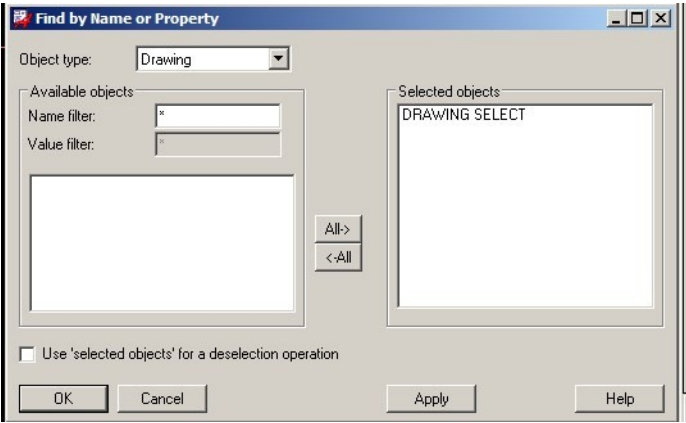 Find by Name or Property
Object type: Drawing
Available objects
Name filter: *
Value filter: *
All->
<-All
Selected objects
DRAWING SELECT
Use 'selected objects' for a deselection operation
OK Cancel Apply Help